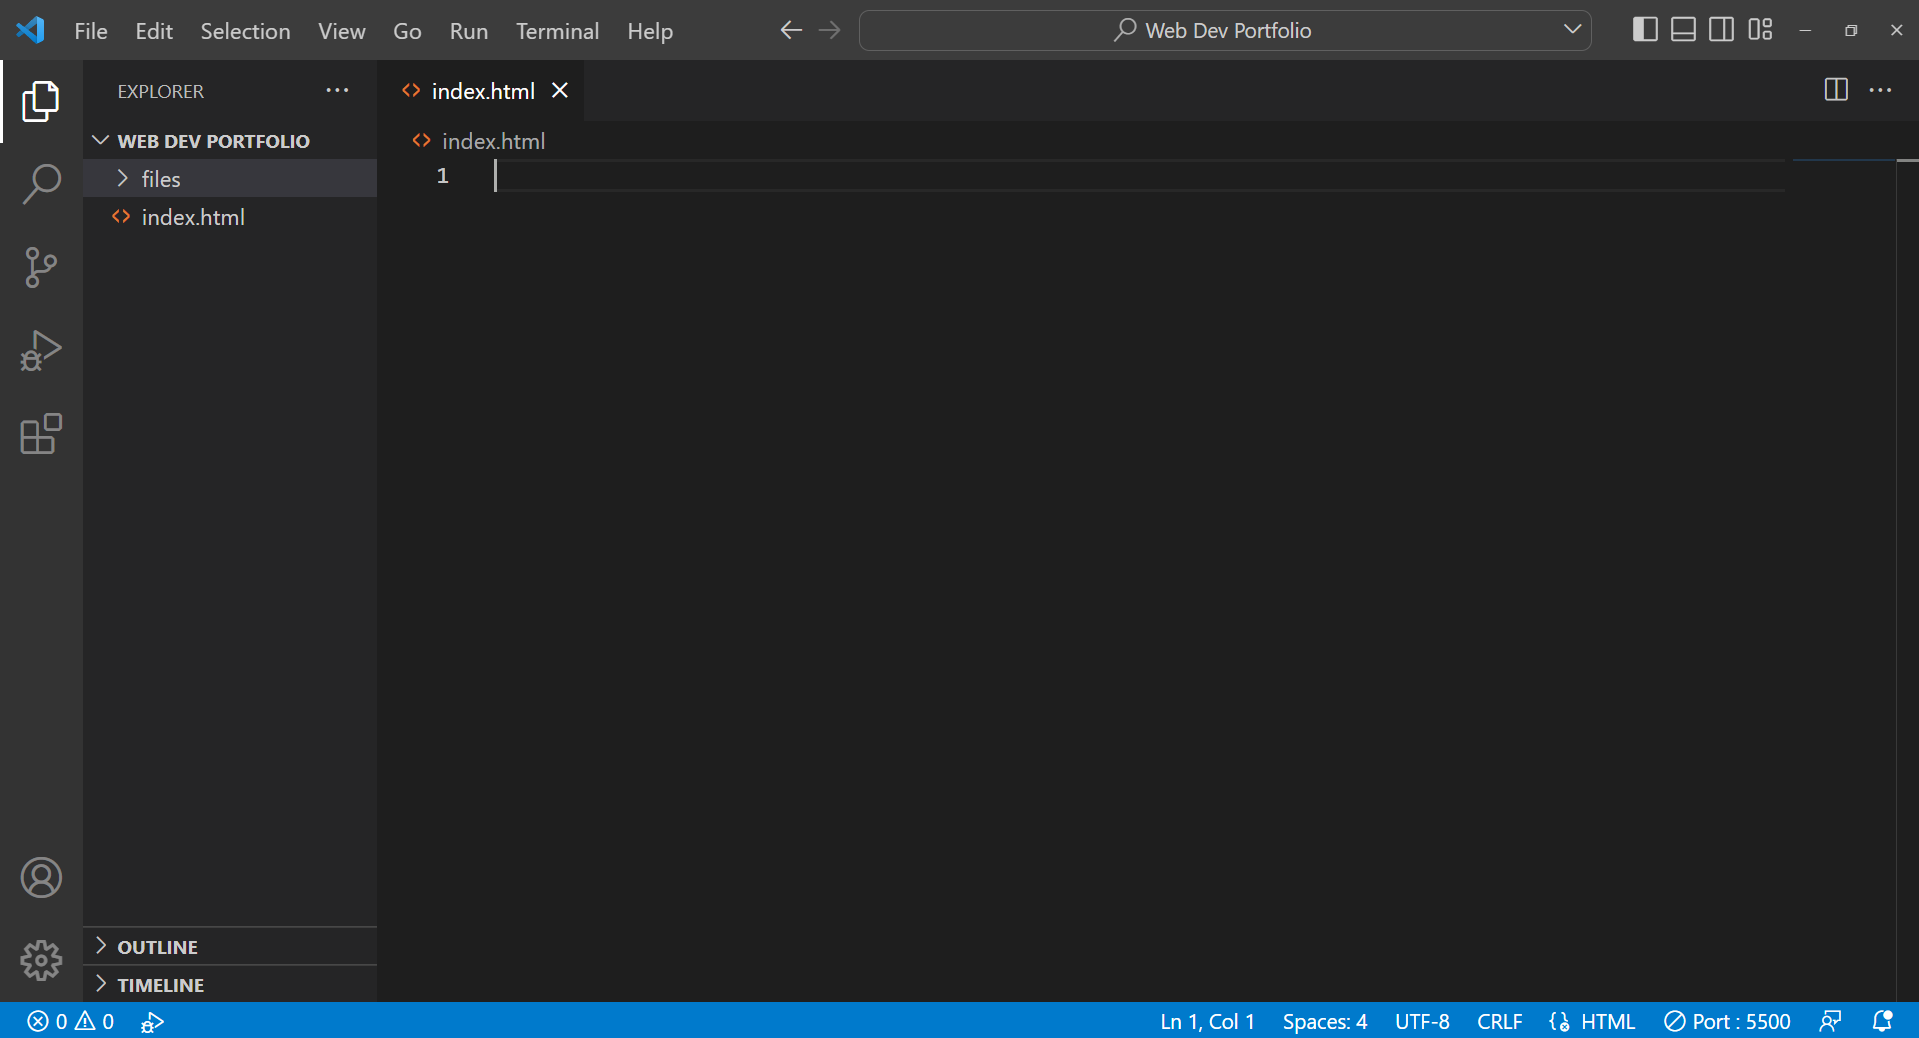 File Edit Selection View Go Run Terminal Help Web Dev Portfolio
EXPLORER
WEB DEV PORTFOLIO
files
index.html
OUTLINE
TIMELINE
index.html
index.html
1
0 0 Ln 1, Col 1 Spaces: 4 UTF-8 CRLF HTML Port : 5500